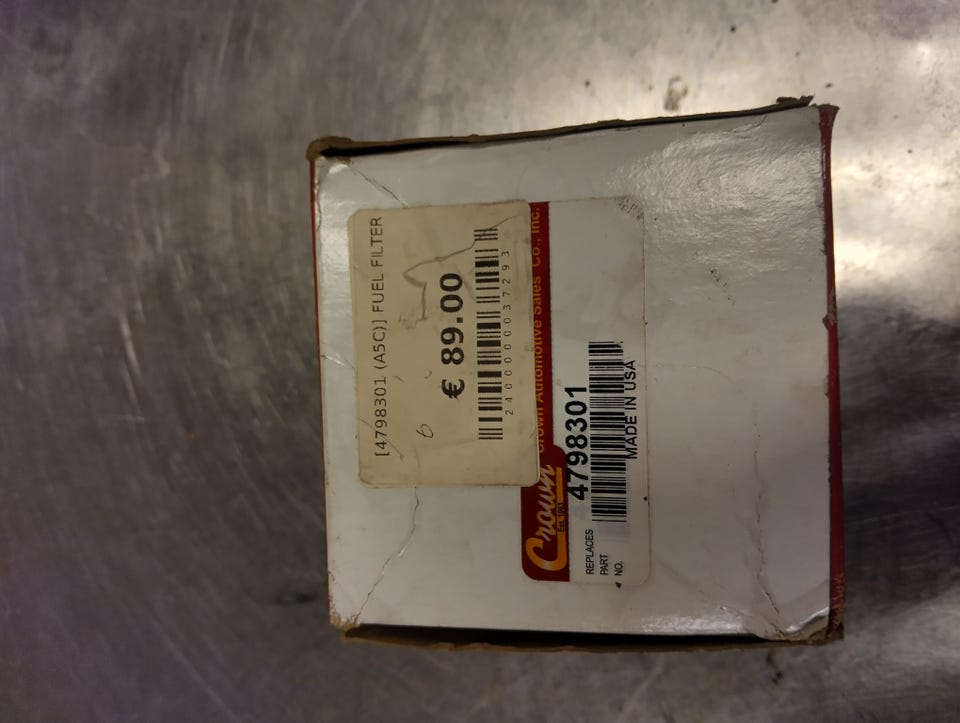 [4798301 (A5C)] FUEL FILTER
€ 89.00
2400000037293
Crown Automotive Sales Co., Inc.
Crown
4798301
MADE IN USA
REPLACES
PART
NO.